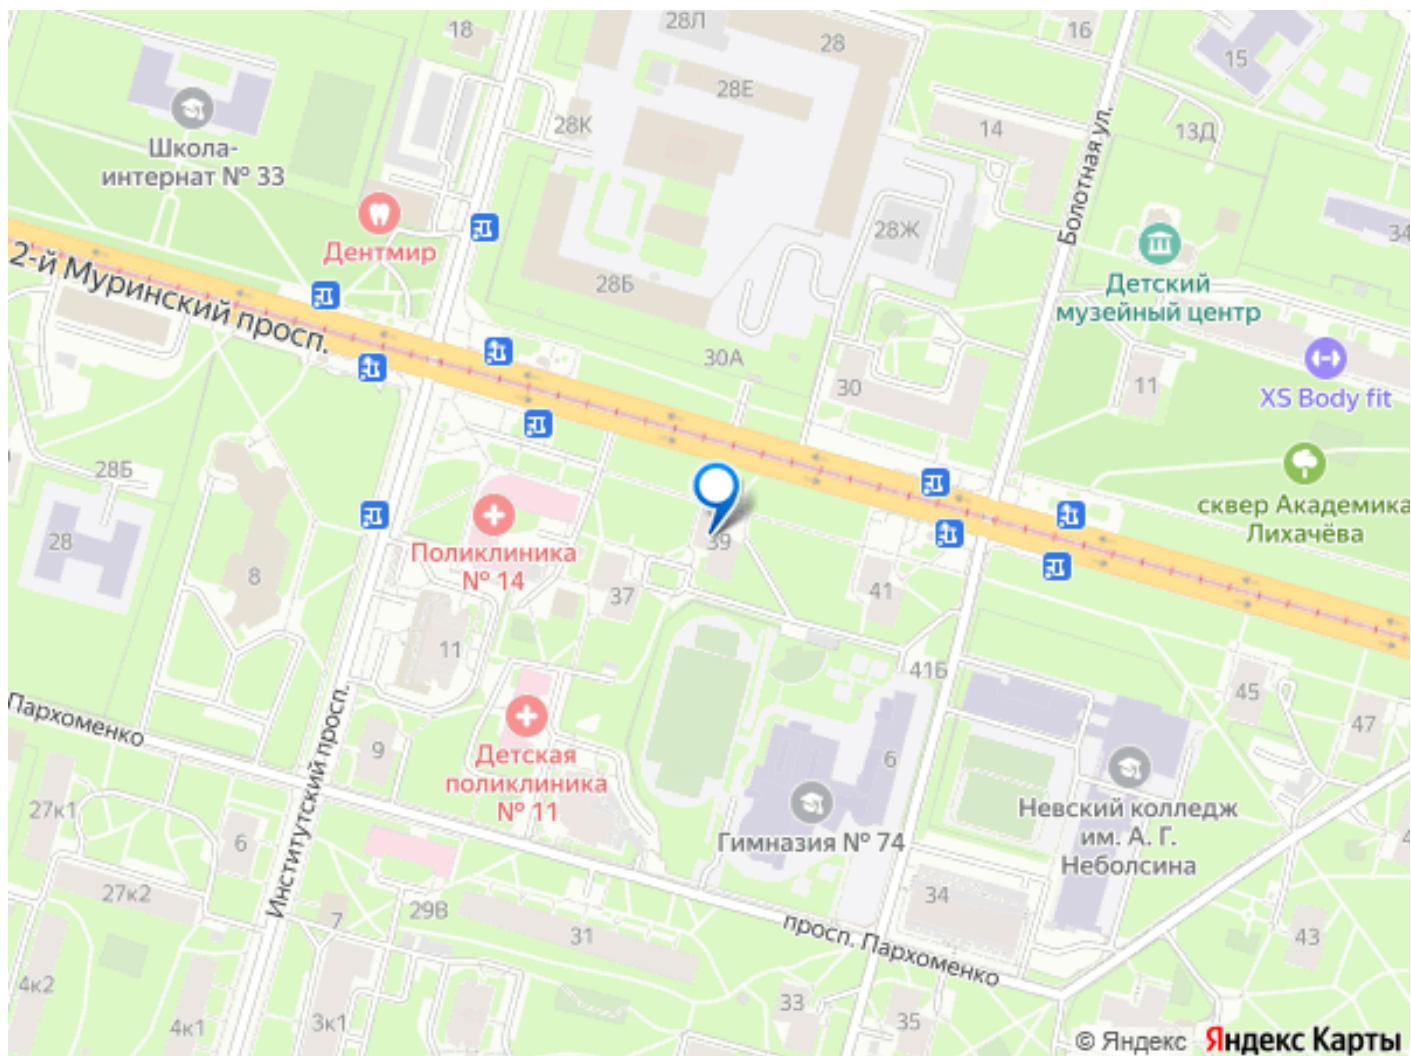 28Л
18
28
16
15
28Е
28К
14
13Д
Болотная ул.
Школа-
интернат № 33
Дентмир
28Ж
34
2-й Муринский просп.
28Б
Детский
музейный центр
30А
30
11
XS Body fit
28Б
сквер Академика
Лихачёва
28
Поликлиника
№ 14
39
8
37
41
11
41Б
45
47
Пархоменко
Институтский просп.
9
Детская
поликлиника
№ 11
6
27к1
6
Гимназия № 74
Невский колледж
им. А. Г.
Неболсина
4
27к2
7
29В
31
34
просп. Пархоменко
43
4к2
4к1
3к1
33
35
© Яндекс Яндекс Карты